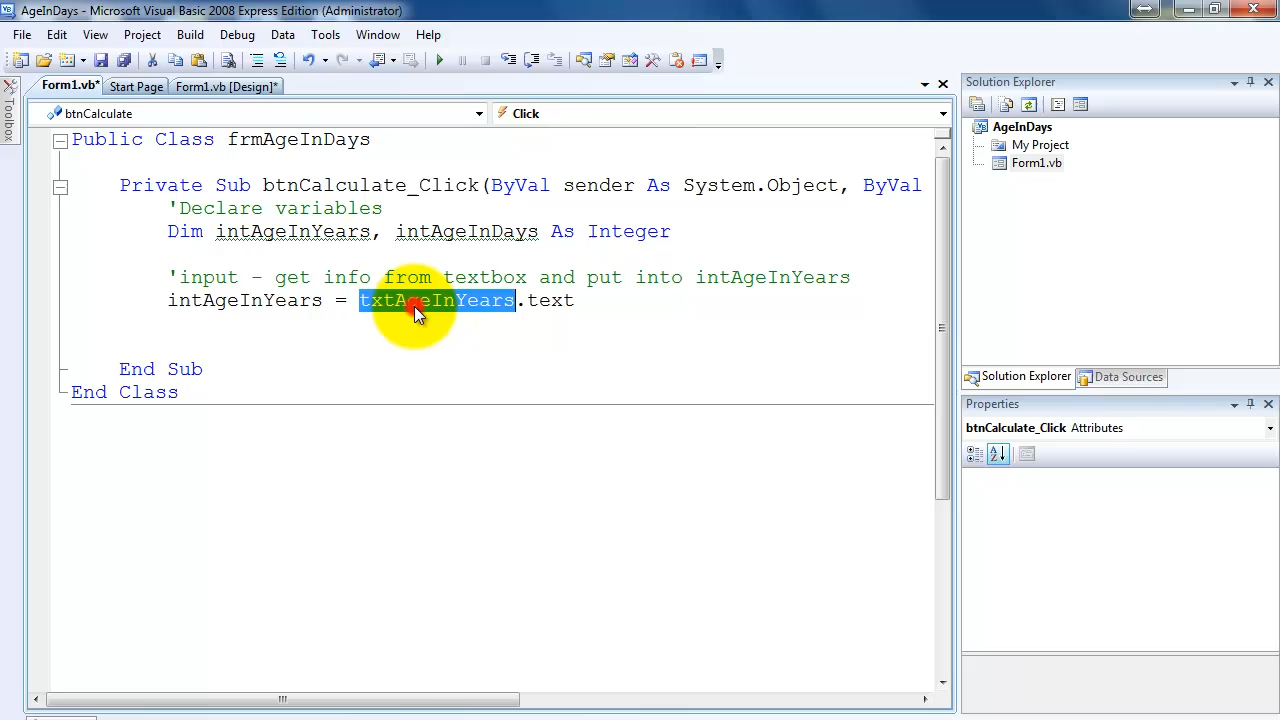 AgeInDays - Microsoft Visual Basic 2008 Express Edition (Administrator)
File Edit View Project Build Debug Data Tools Window Help
Form1.vb* Start Page Form1.vb [Design]*
Toolbox
btnCalculate Click
Public Class frmAgeInDays
Private Sub btnCalculate_Click(ByVal sender As System.Object, ByVal
'Declare variables
Dim intAgeInYears, intAgeInDays As Integer
'input - get info from textbox and put into intAgeInYears
intAgeInYears = txtAgeInYears.text
End Sub
End Class
Solution Explorer
AgeInDays
My Project
Form1.vb
Solution Explorer Data Sources
Properties
btnCalculate_Click Attributes